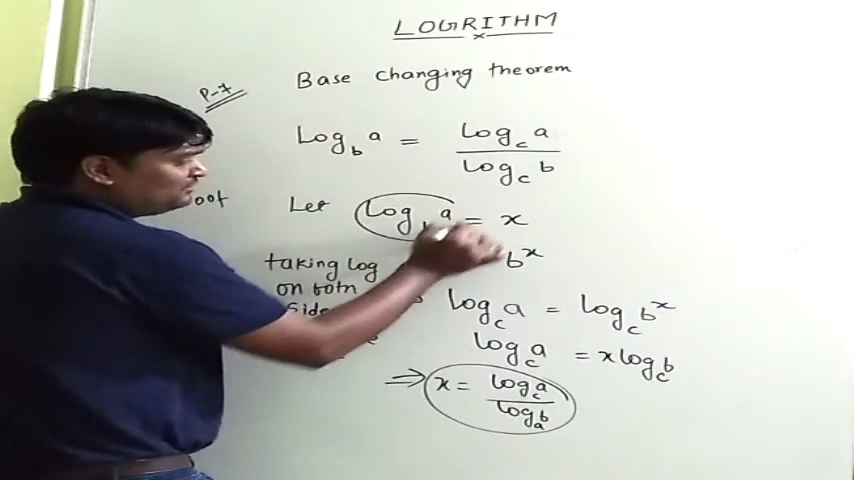 LOGRITHM
P-7
Base changing theorem
Log_b a = log_c a / log_c b
Let log a = x
taking log b^x
on both
log_c a = log_c b^x
log_c a = x log_c b
⇒ x = log_c a / log_a b